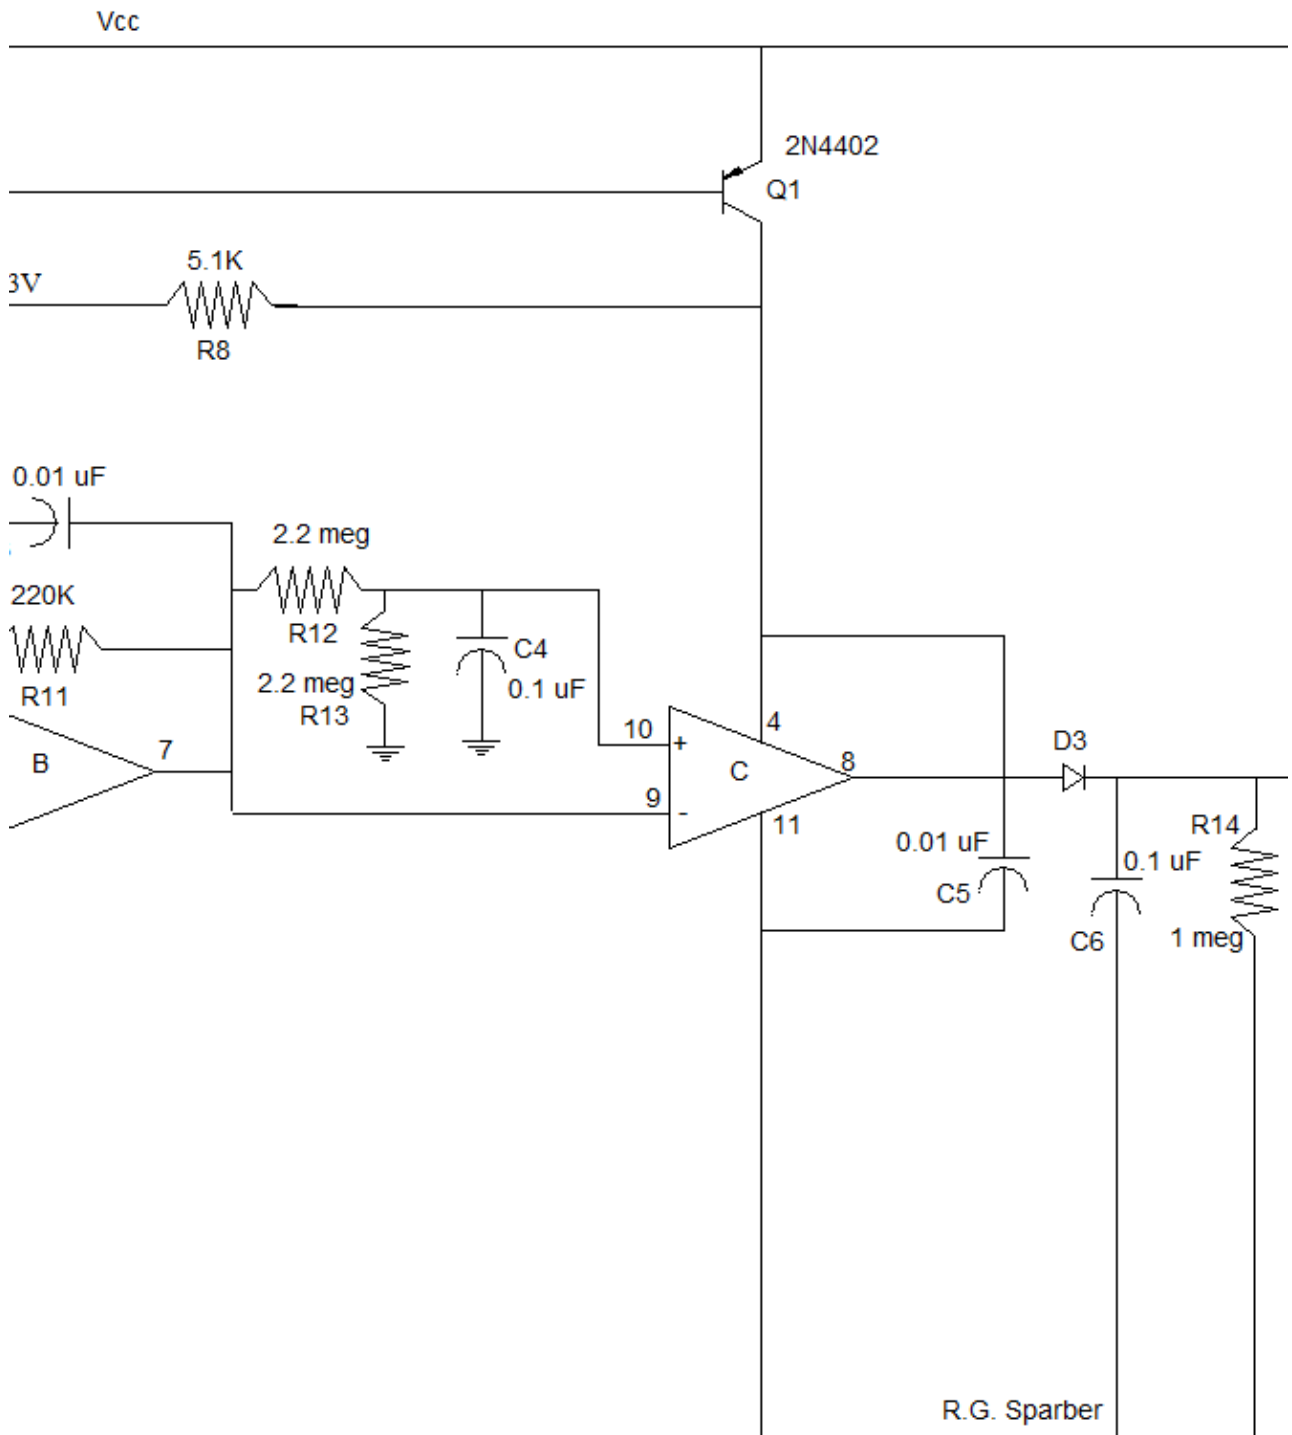 Vcc
2N4402
Q1
5.1K
3V
R8
0.01 uF
2.2 meg
220K
R12
C4
2.2 meg
0.1 uF
R11
R13
10
+
4
7
B
C
8
D3
9
-
11
R14
0.01 uF
0.1 uF
C5
C6
1 meg
R.G. Sparber